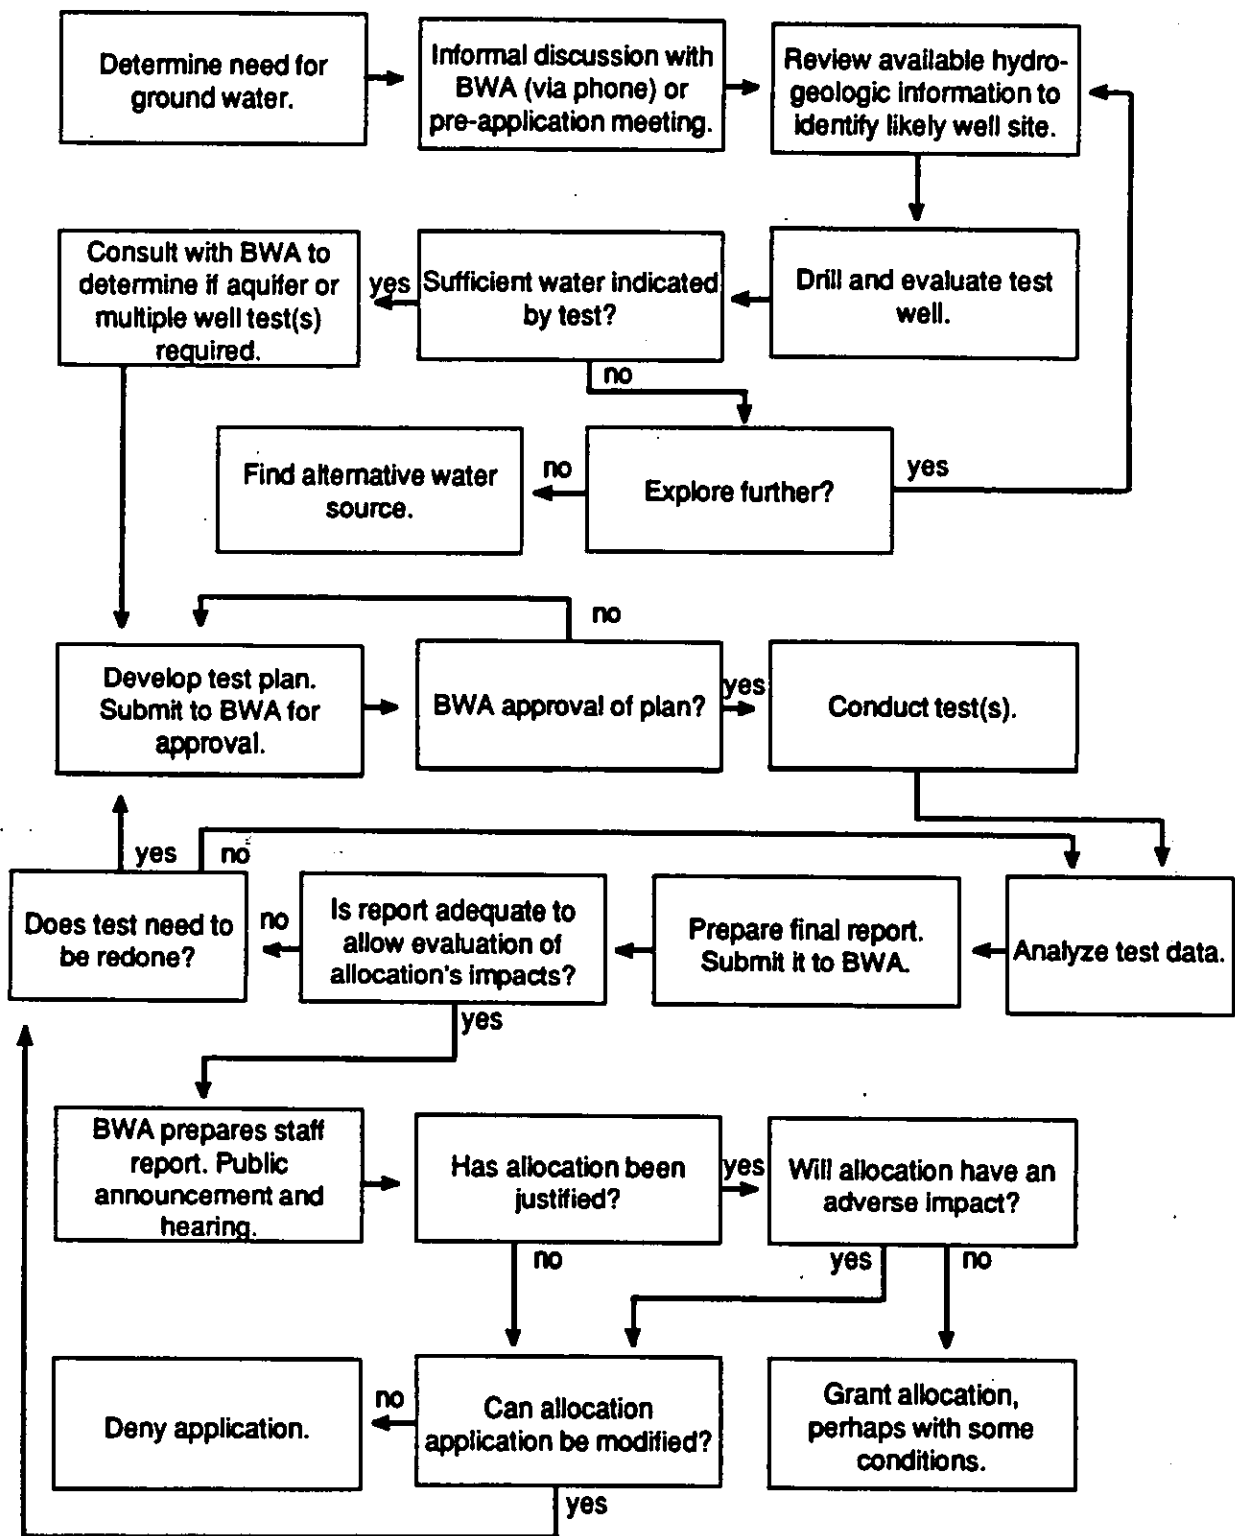 Determine need for
ground water.
Informal discussion with
BWA (via phone) or
pre-application meeting.
Review available hydro-
geologic information to
identify likely well site.
Consult with BWA to
determine if aquifer or
multiple well test(s)
required.
yes
Sufficient water indicated
by test?
Drill and evaluate test
well.
no
Find alternative water
source.
no
Explore further?
yes
no
Develop test plan.
Submit to BWA for
approval.
BWA approval of plan?
yes
Conduct test(s).
yes
no
Does test need to
be redone?
no
Is report adequate to
allow evaluation of
allocation's impacts?
Prepare final report.
Submit it to BWA.
Analyze test data.
yes
BWA prepares staff
report. Public
announcement and
hearing.
Has allocation been
justified?
yes
Will allocation have an
adverse impact?
no
yes
no
Deny application.
no
Can allocation
application be modified?
Grant allocation,
perhaps with some
conditions.
yes